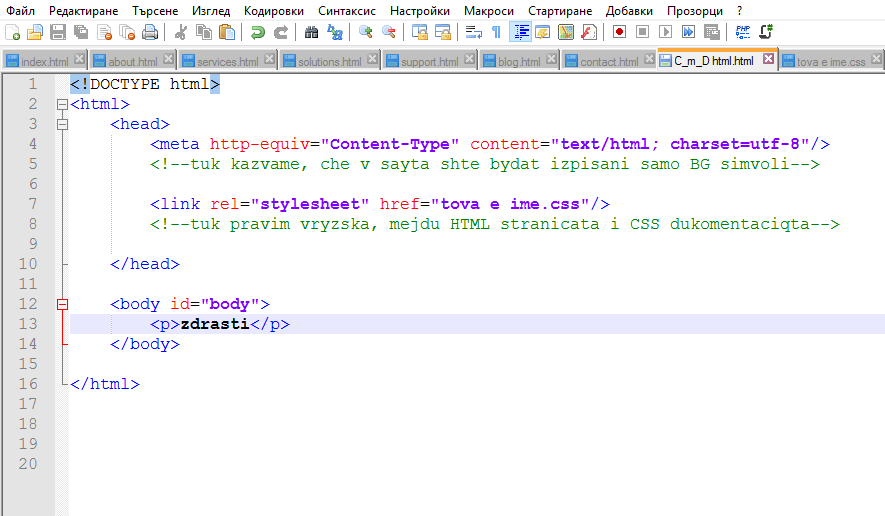 Файл Редактиране Търсене Изглед Кодировки Синтаксис Настройки Макроси Стартиране Добавки Прозорци ?
index.html about.html services.html solutions.html support.html blog.html contact.html C_m_D html.html tova e ime.css
1 <!DOCTYPE html>
2 <html>
3 <head>
4 <meta http-equiv="Content-Type" content="text/html; charset=utf-8"/>
5 <!--tuk kazvame, che v sayta shte bydat izpisani samo BG simvoli-->
6
7 <link rel="stylesheet" href="tova e ime.css"/>
8 <!--tuk pravim vryzska, mejdu HTML stranicata i CSS dukomentaciqta-->
9
10 </head>
11
12 <body id="body">
13 <p>zdrasti</p>
14 </body>
15
16 </html>
17
18
19
20